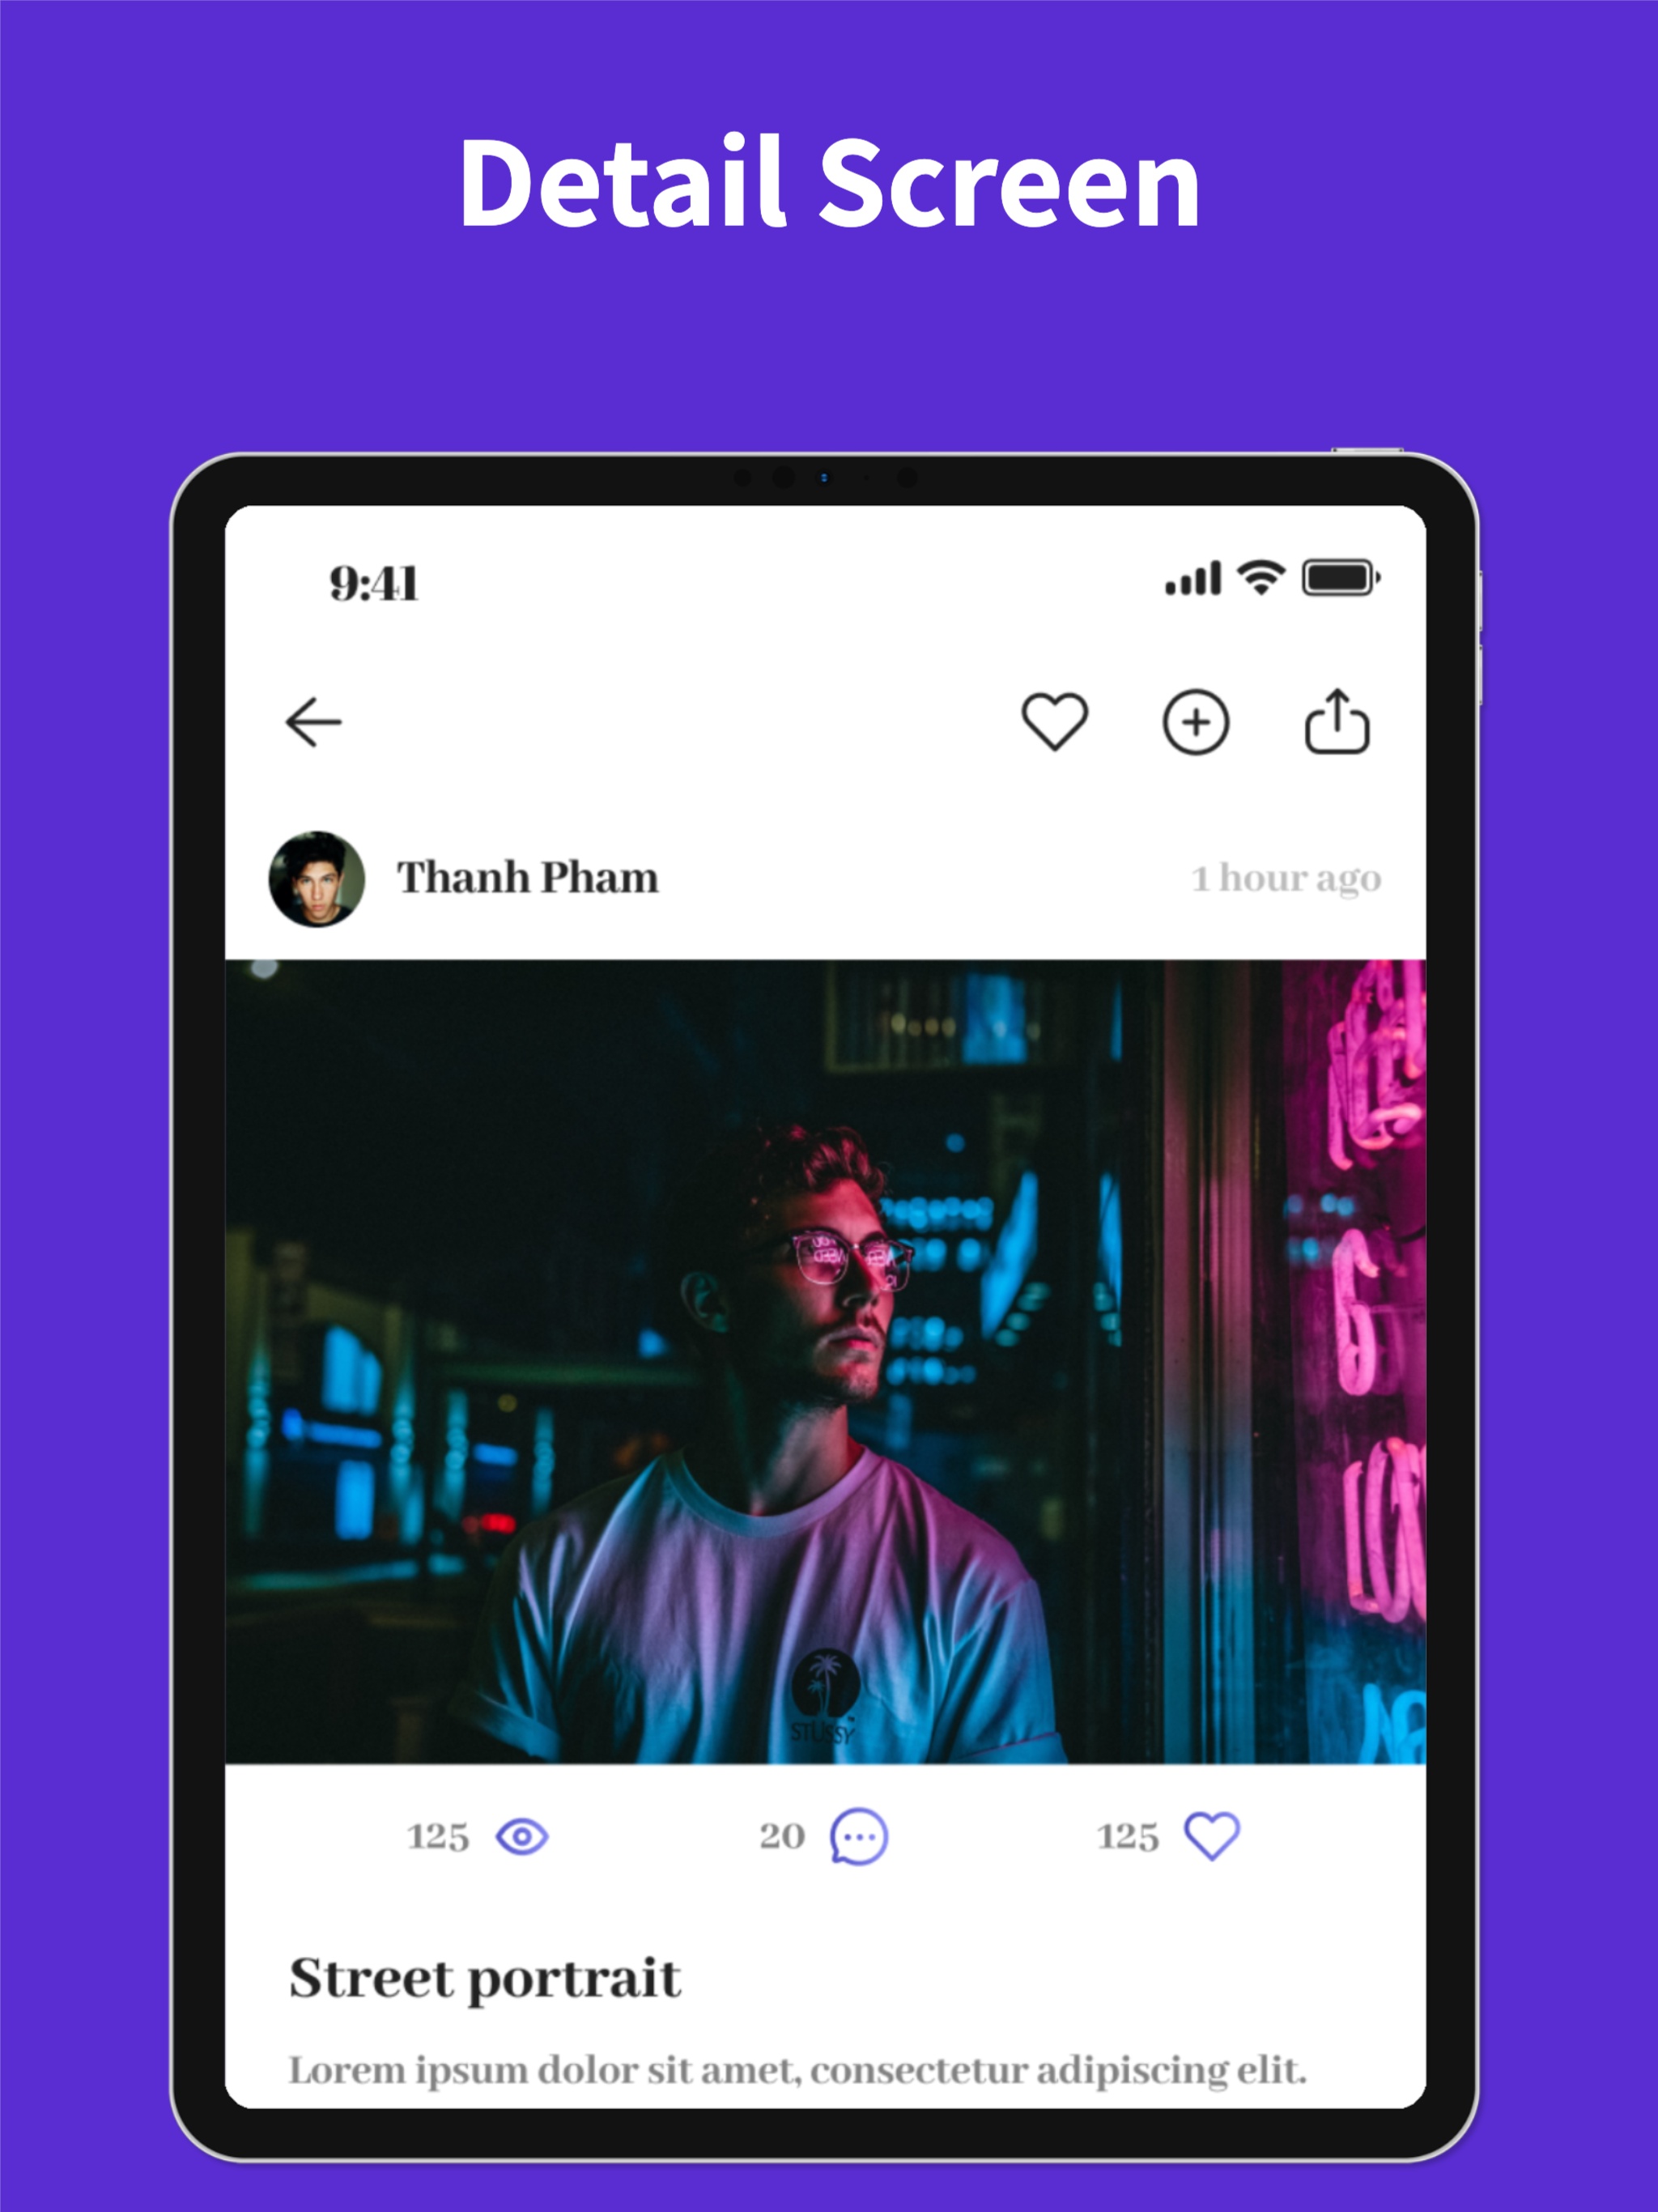 Detail Screen
9:41
Thanh Pham
1 hour ago
STUSSY
125
20
125
Street portrait
Lorem ipsum dolor sit amet, consectetur adipiscing elit.